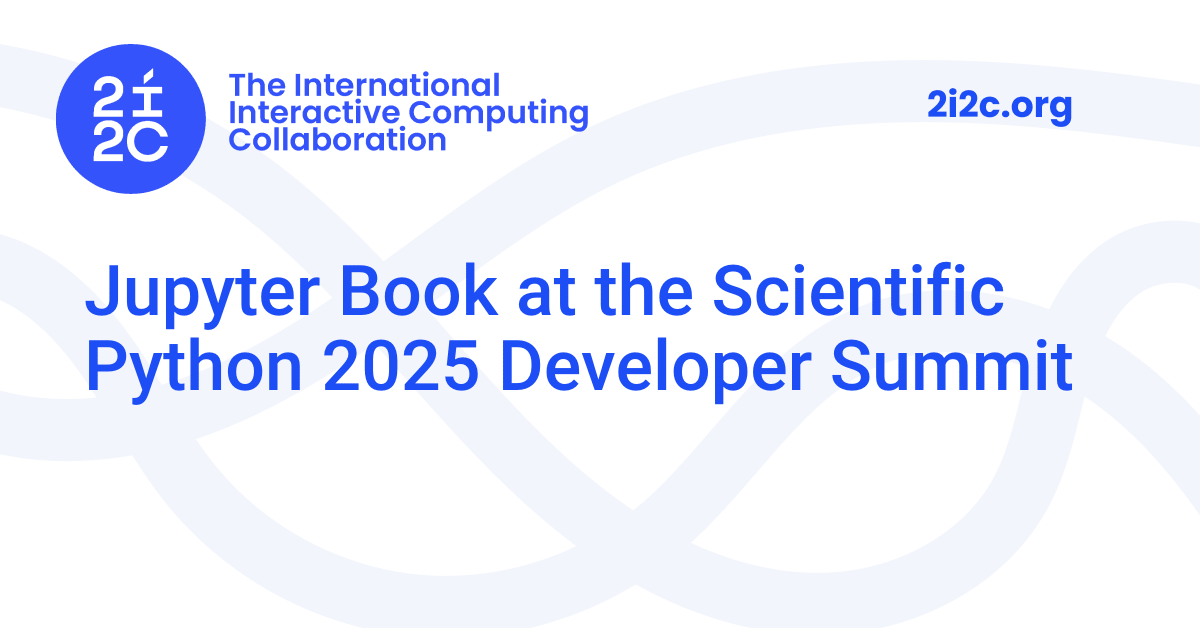 2i
2C
The International
Interactive Computing
Collaboration
2i2c.org
Jupyter Book at the Scientific
Python 2025 Developer Summit